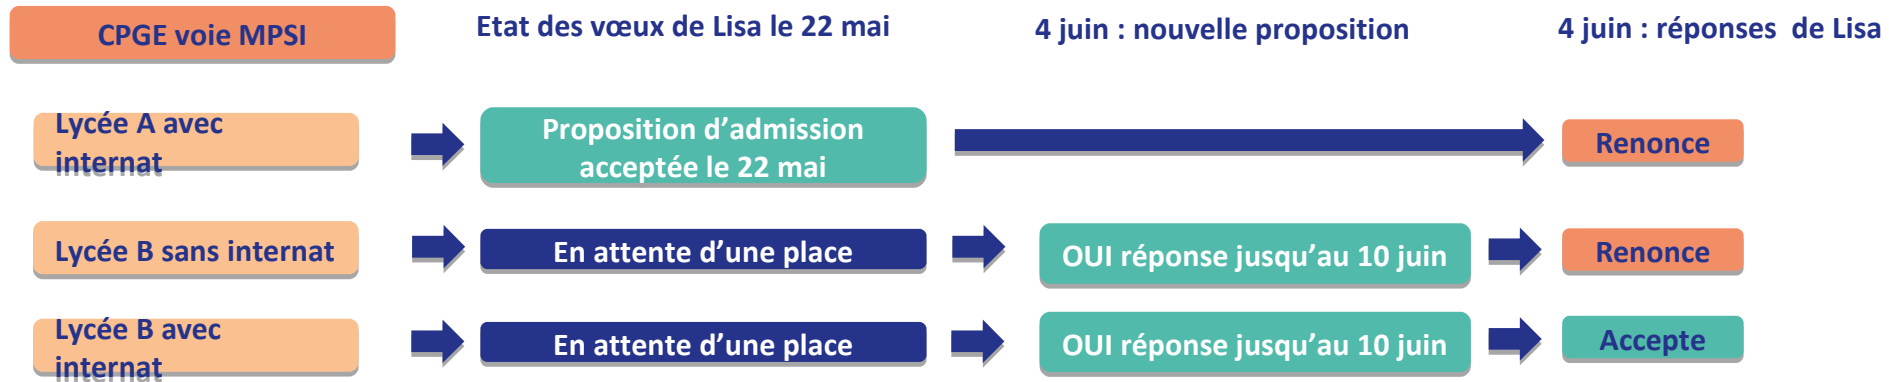 CPGE voie MPSI
Etat des vœux de Lisa le 22 mai
4 juin : nouvelle proposition
4 juin : réponses de Lisa
Lycée A avec
internat
Proposition d’admission
acceptée le 22 mai
Renonce
Lycée B sans internat
En attente d’une place
OUI réponse jusqu’au 10 juin
Renonce
Lycée B avec
internat
En attente d’une place
OUI réponse jusqu’au 10 juin
Accepte